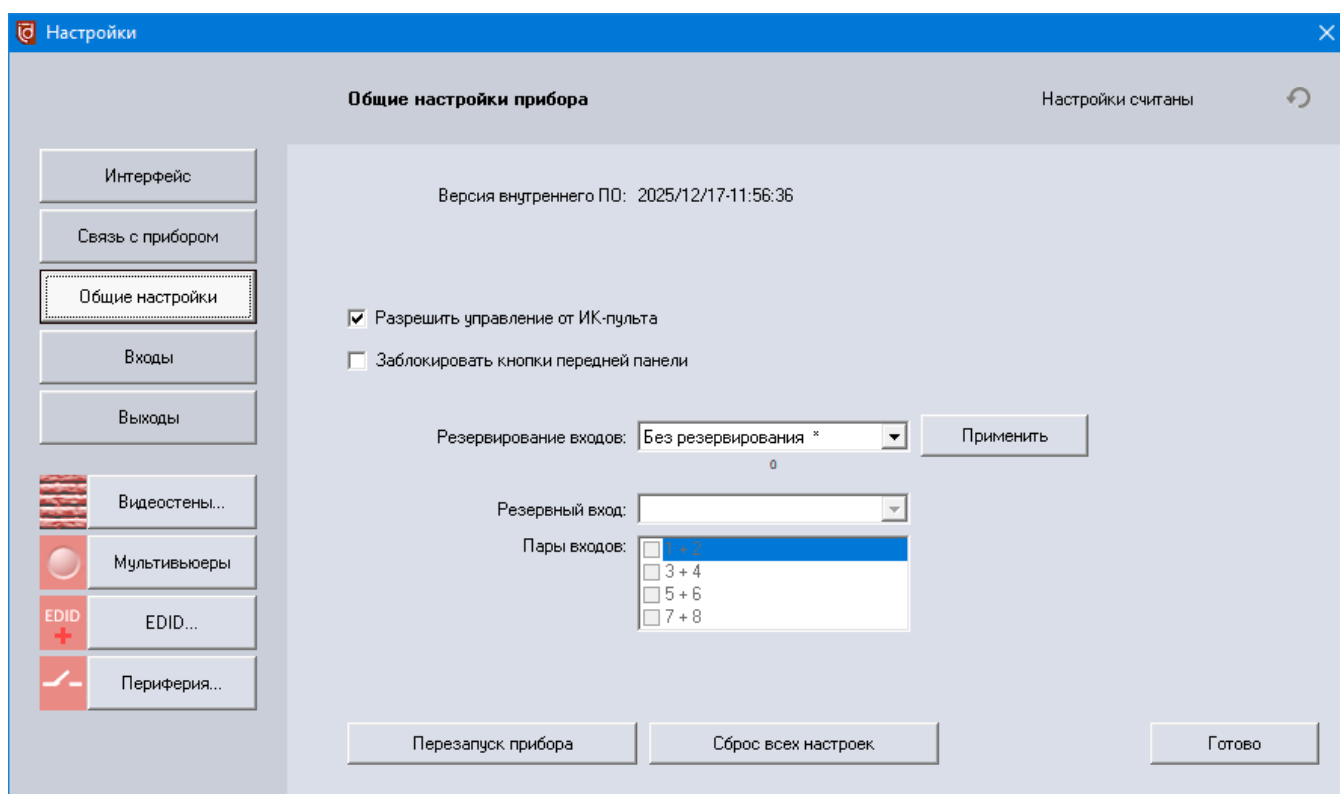 Настройки
Общие настройки прибора
Настройки считаны
Интерфейс
Связь с прибором
Общие настройки
Входы
Выходы
Видеостены...
Мультивьюеры
EDID
EDID...
Периферия...
Версия внутреннего ПО: 2025/12/17-11:56:36
Разрешить управление от ИК-пульта
Заблокировать кнопки передней панели
Резервирование входов: Без резервирования *
Применить
0
Резервный вход:
Пары входов:
1 + 2
3 + 4
5 + 6
7 + 8
Перезапуск прибора
Сброс всех настроек
Готово